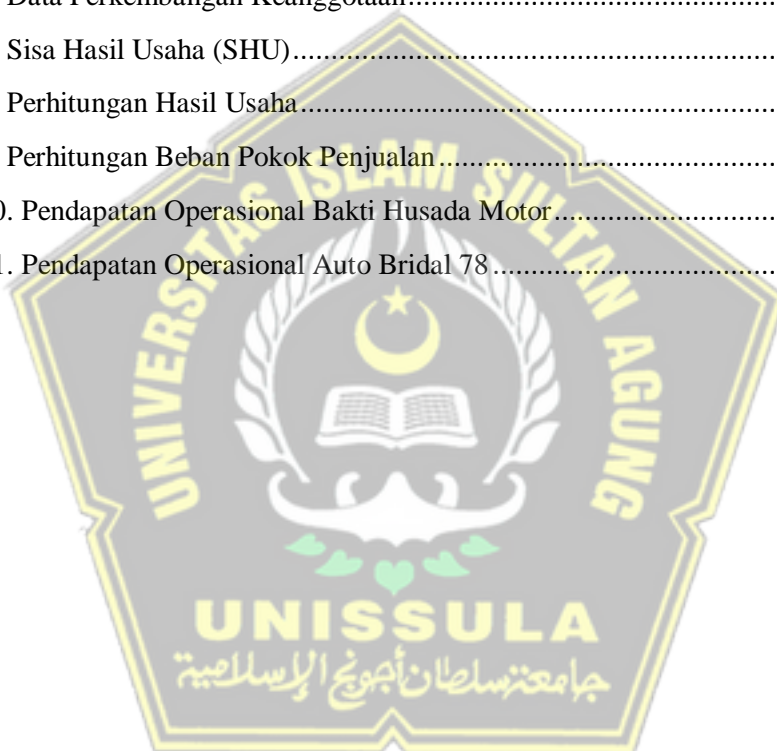 Data Perkembangan Keanggotaan
Sisa Hasil Usaha (SHU)
Perhitungan Hasil Usaha
Perhitungan Beban Pokok Penjualan
0. Pendapatan Operasional Bakti Husada Motor
1. Pendapatan Operasional Auto Bridal 78
UNIVERSITAS ISLAM SULTAN AGUNG
UNISSULA
جامعة سلطان أجونج الإسلامية